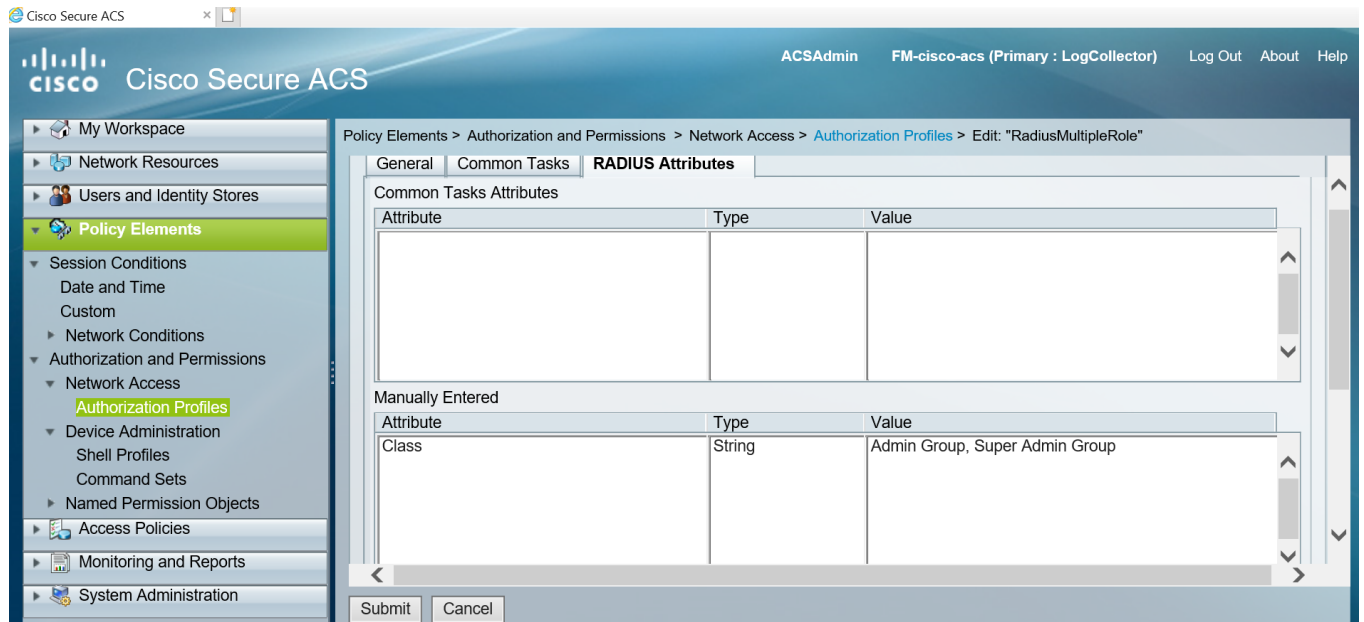 Cisco Secure ACS
ACSAdmin FM-cisco-acs (Primary : LogCollector) Log Out About Help
CISCO Cisco Secure ACS
My Workspace
Network Resources
Users and Identity Stores
Policy Elements
Session Conditions
Date and Time
Custom
Network Conditions
Authorization and Permissions
Network Access
Authorization Profiles
Device Administration
Shell Profiles
Command Sets
Named Permission Objects
Access Policies
Monitoring and Reports
System Administration
Policy Elements > Authorization and Permissions > Network Access > Authorization Profiles > Edit: "RadiusMultipleRole"
General Common Tasks RADIUS Attributes
Common Tasks Attributes
Attribute Type Value
Manually Entered
Attribute Type Value
Class String Admin Group, Super Admin Group
Submit Cancel